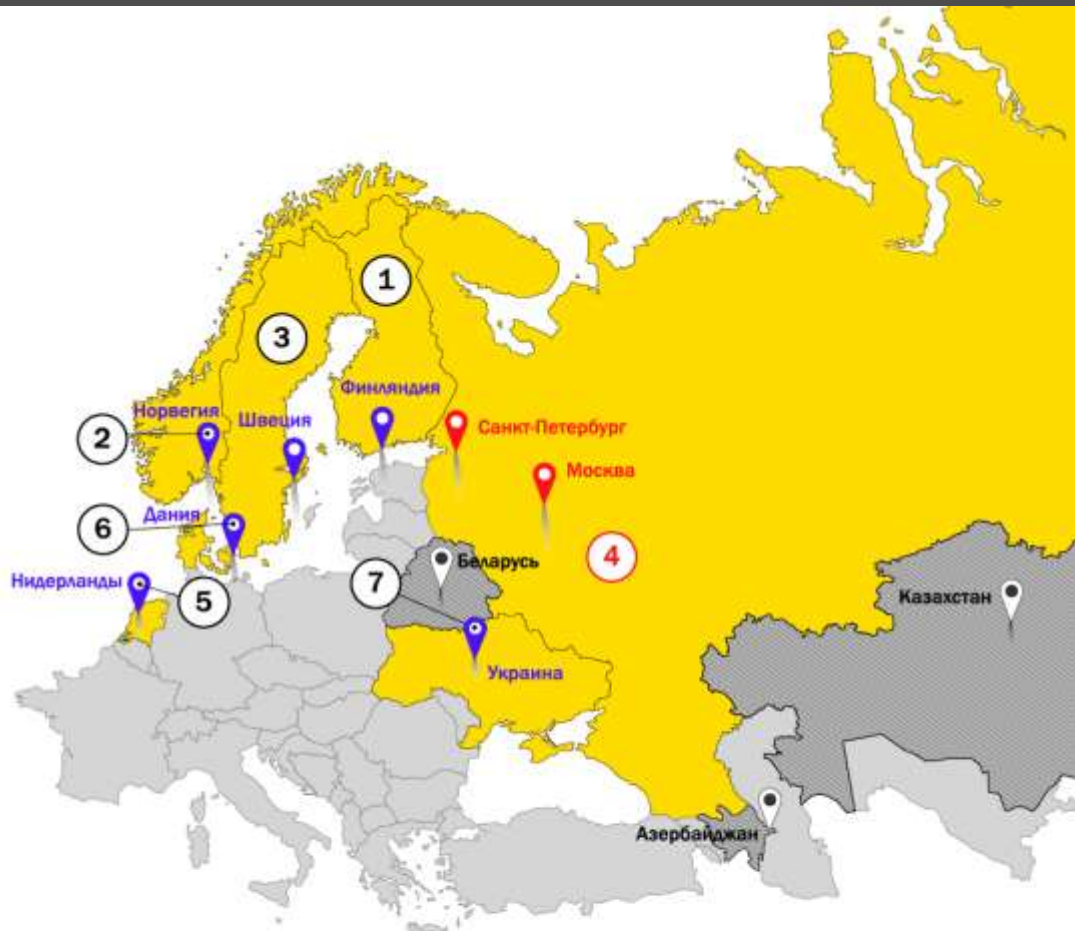 1
3
Финляндия
Норвегия
Швеция
2
Санкт-Петербург
Москва
6
Дания
4
Беларусь
7
Нидерланды
5
Казахстан
Украина
Азербайджан